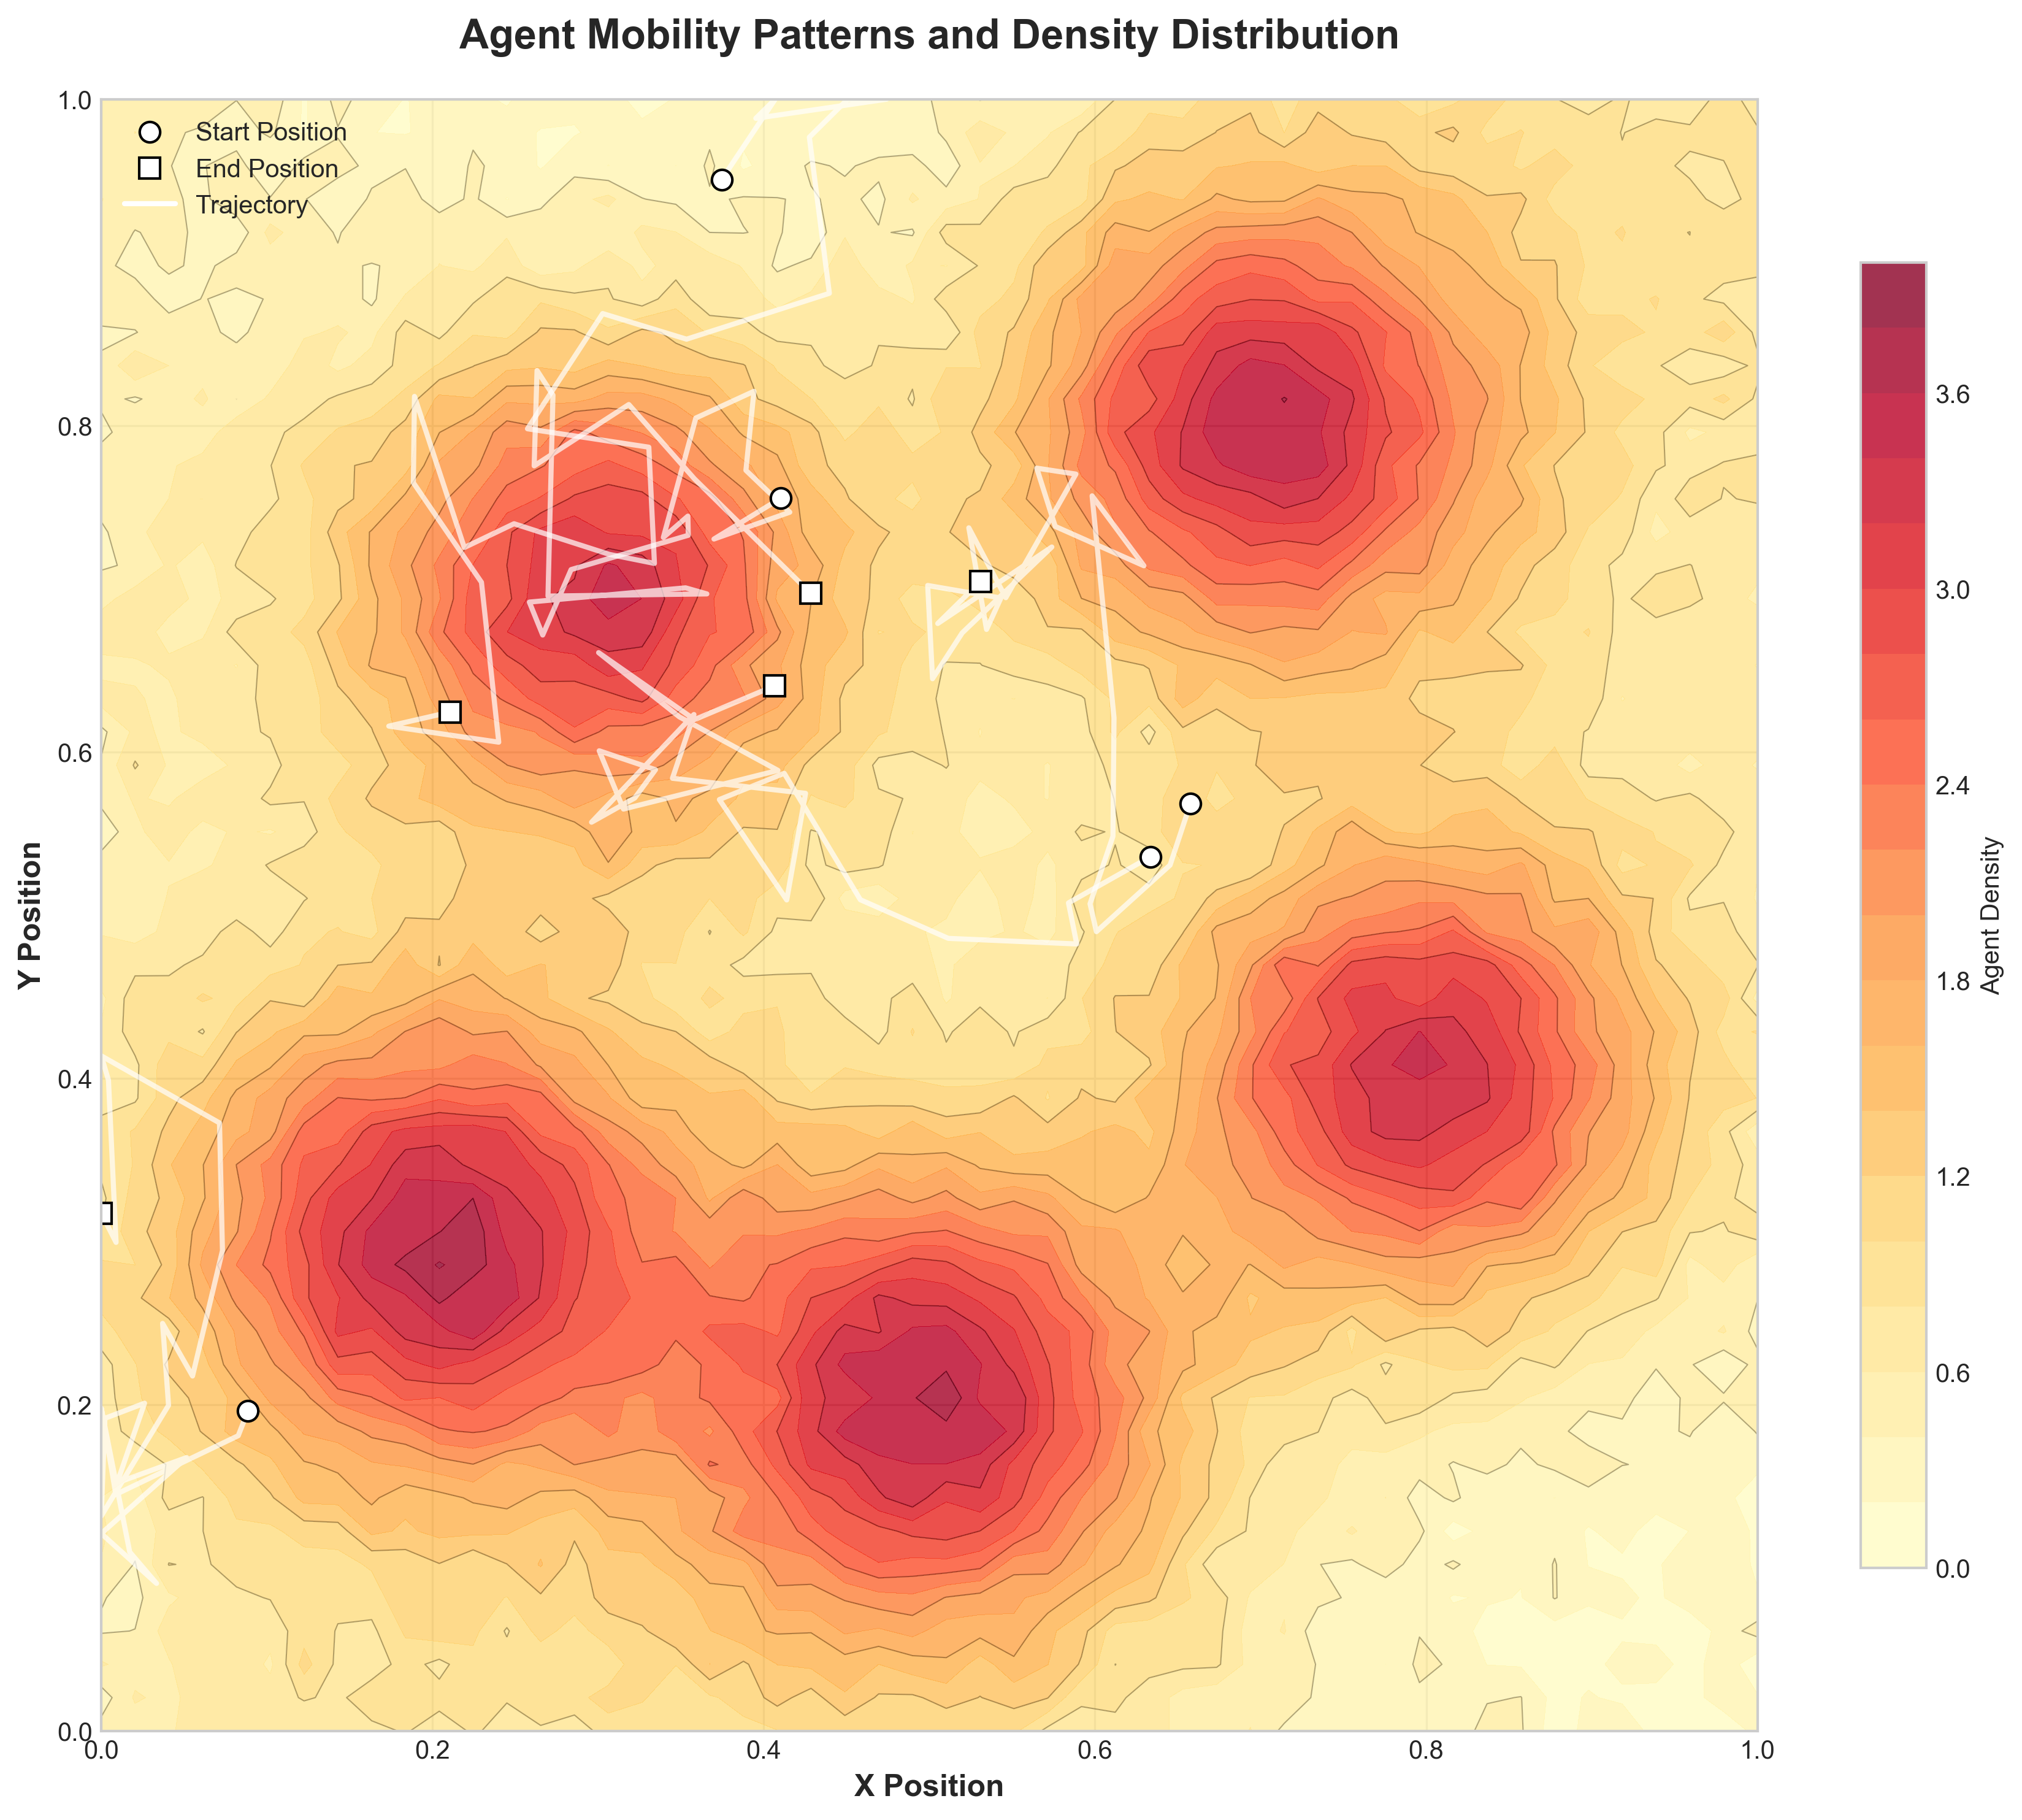 Agent Mobility Patterns and Density Distribution
Start Position
End Position
Trajectory
1.0
0.8
0.6
0.4
0.2
0.0
Y Position
0.0
0.2
0.4
0.6
0.8
1.0
X Position
3.6
3.0
2.4
1.8
1.2
0.6
0.0
Agent Density